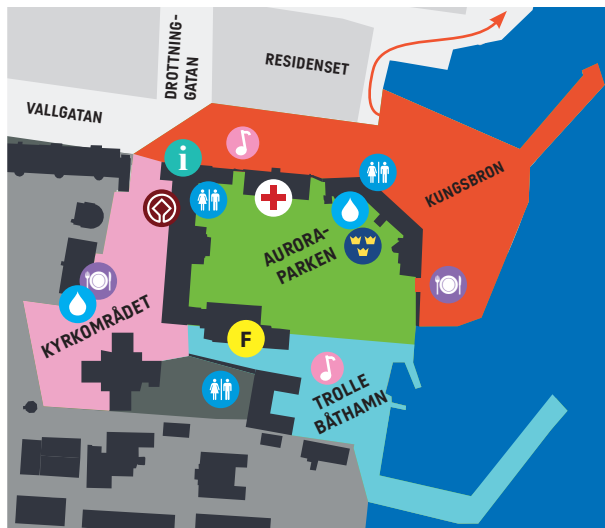 DROTTNING-
GATAN
RESIDENSET
VALLGATAN
i
KUNGSBRON
AURORA-
PARKEN
KYRKOMRÅDET
F
TROLLE
BÅTHAMN